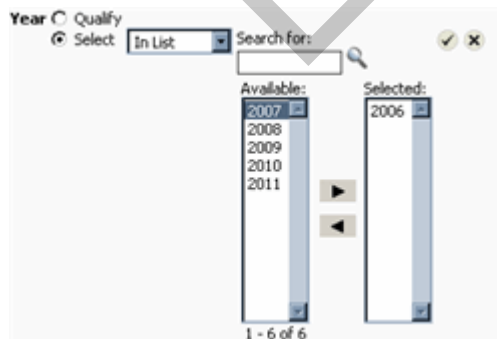 Year Qualify
Select In List Search for:
Available: Selected:
2007 2006
2008
2009
2010
2011
1 - 6 of 6